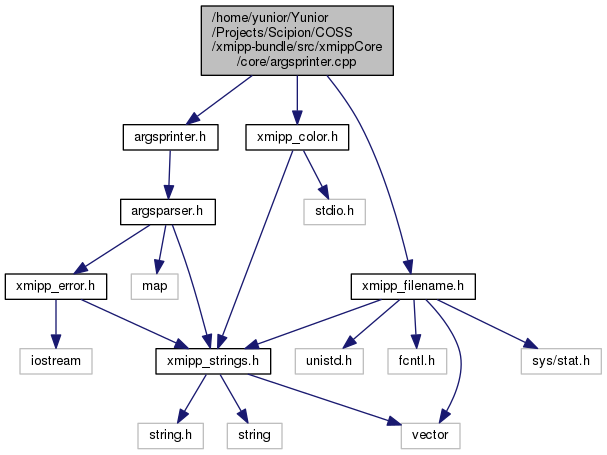 /home/yunior/Yunior
/Projects/Scipion/COSS
/xmipp-bundle/src/xmippCore
/core/argsprinter.cpp
argsprinter.h
xmipp_color.h
argsparser.h
stdio.h
xmipp_error.h
map
xmipp_filename.h
iostream
xmipp_strings.h
unistd.h
fcntl.h
sys/stat.h
string.h
string
vector